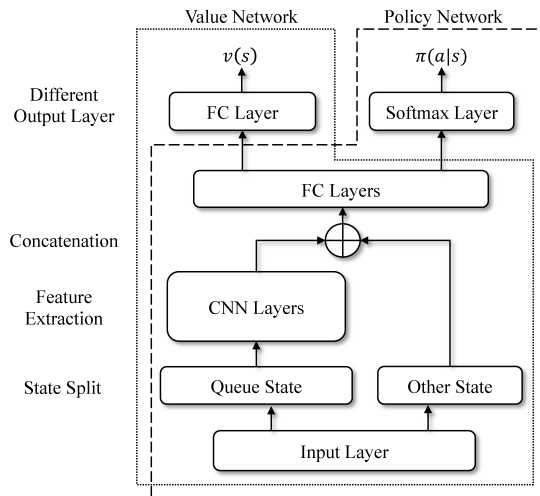 Value Network
Policy Network
v(s)
π(a|s)
Different
Output Layer
FC Layer
Softmax Layer
FC Layers
Concatenation
Feature
Extraction
CNN Layers
State Split
Queue State
Other State
Input Layer